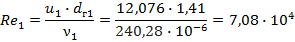 Re₁ = (u₁ · d_r1) / ν₁ = (12,076 · 1,41) / (240,28 · 10⁻⁶) = 7,08 · 10⁴